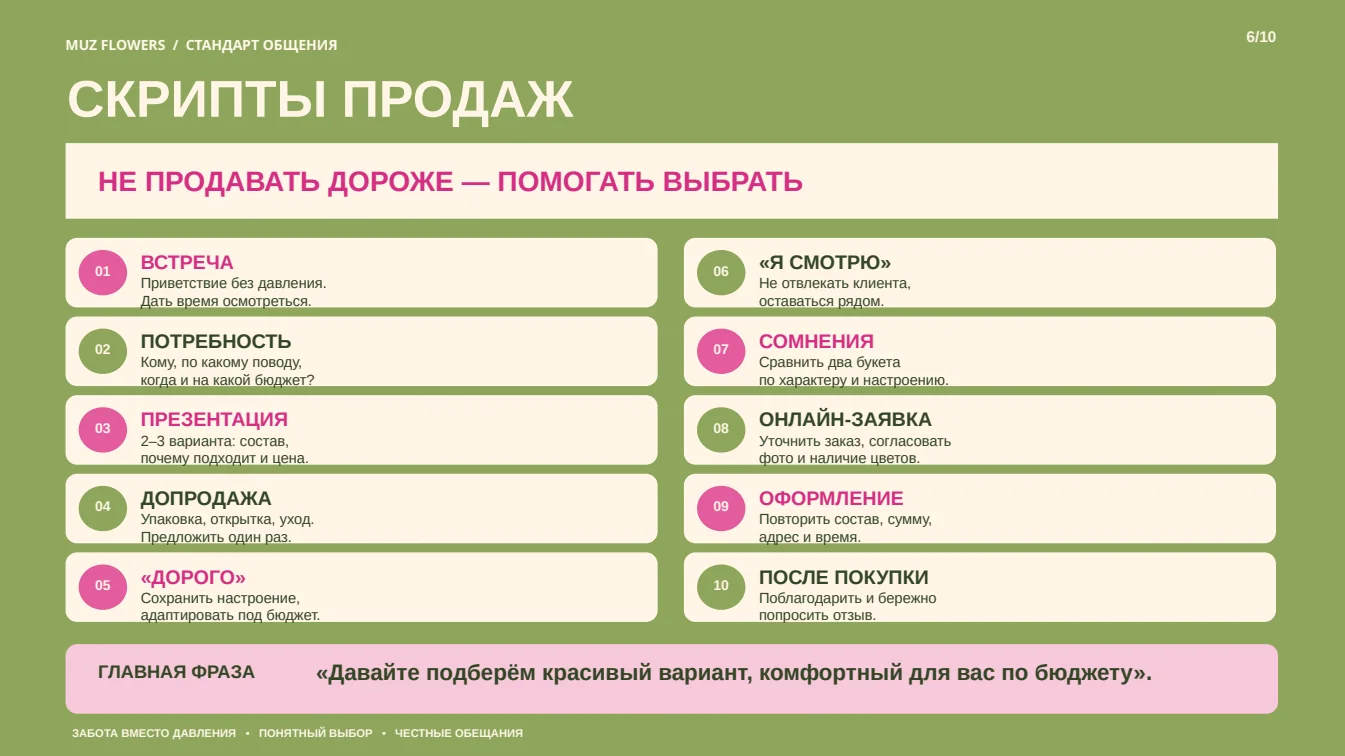 MUZ FLOWERS / СТАНДАРТ ОБЩЕНИЯ
6/10
СКРИПТЫ ПРОДАЖ
НЕ ПРОДАВАТЬ ДОРОЖЕ — ПОМОГАТЬ ВЫБРАТЬ
01
ВСТРЕЧА
Приветствие без давления.
Дать время осмотреться.
02
ПОТРЕБНОСТЬ
Кому, по какому поводу,
когда и на какой бюджет?
03
ПРЕЗЕНТАЦИЯ
2–3 варианта: состав,
почему подходит и цена.
04
ДОПРОДАЖА
Упаковка, открытка, уход.
Предложить один раз.
05
«ДОРОГО»
Сохранить настроение,
адаптировать под бюджет.
06
«Я СМОТРЮ»
Не отвлекать клиента,
оставаться рядом.
07
СОМНЕНИЯ
Сравнить два букета
по характеру и настроению.
08
ОНЛАЙН-ЗАЯВКА
Уточнить заказ, согласовать
фото и наличие цветов.
09
ОФОРМЛЕНИЕ
Повторить состав, сумму,
адрес и время.
10
ПОСЛЕ ПОКУПКИ
Поблагодарить и бережно
попросить отзыв.
ГЛАВНАЯ ФРАЗА
«Давайте подберём красивый вариант, комфортный для вас по бюджету».
ЗАБОТА ВМЕСТО ДАВЛЕНИЯ • ПОНЯТНЫЙ ВЫБОР • ЧЕСТНЫЕ ОБЕЩАНИЯ